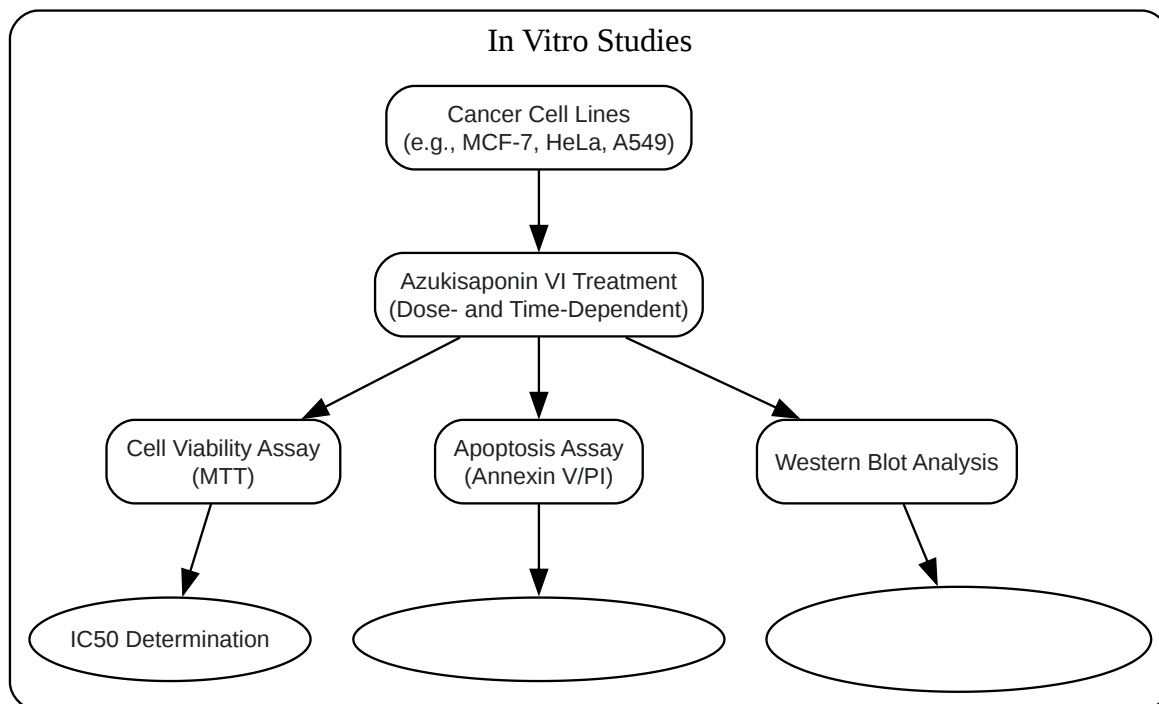 In Vitro Studies
Cancer Cell Lines
(e.g., MCF-7, HeLa, A549)
Azukisaponin VI Treatment
(Dose- and Time-Dependent)
Cell Viability Assay
(MTT)
Apoptosis Assay
(Annexin V/PI)
Western Blot Analysis
IC50 Determination